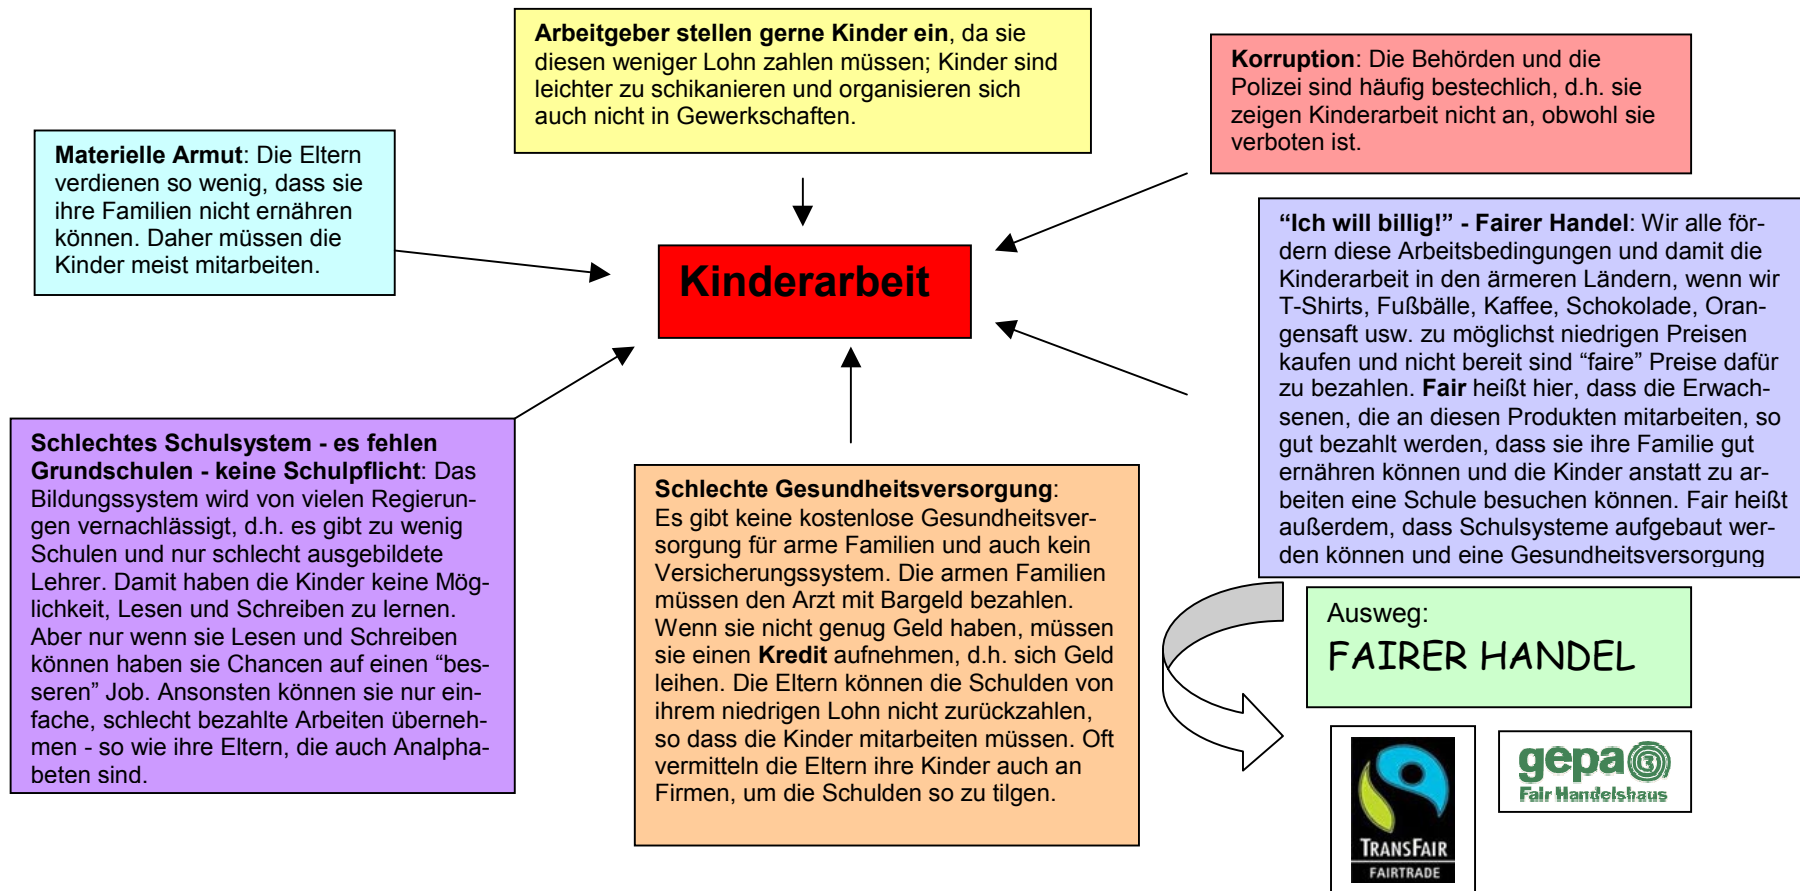 Arbeitgeber stellen gerne Kinder ein, da sie
diesen weniger Lohn zahlen müssen; Kinder sind
leichter zu schikanieren und organisieren sich
auch nicht in Gewerkschaften.
Korruption: Die Behörden und die
Polizei sind häufig bestechlich, d.h. sie
zeigen Kinderarbeit nicht an, obwohl sie
verboten ist.
Materielle Armut: Die Eltern
verdienen so wenig, dass sie
ihre Familien nicht ernähren
können. Daher müssen die
Kinder meist mitarbeiten.
Kinderarbeit
“Ich will billig!” - Fairer Handel: Wir alle för-
dern diese Arbeitsbedingungen und damit die
Kinderarbeit in den ärmeren Ländern, wenn wir
T-Shirts, Fußbälle, Kaffee, Schokolade, Oran-
gensaft usw. zu möglichst niedrigen Preisen
kaufen und nicht bereit sind “faire” Preise dafür
zu bezahlen. Fair heißt hier, dass die Erwach-
senen, die an diesen Produkten mitarbeiten, so
gut bezahlt werden, dass sie ihre Familie gut
ernähren können und die Kinder anstatt zu ar-
beiten eine Schule besuchen können. Fair heißt
außerdem, dass Schulsysteme aufgebaut wer-
den können und eine Gesundheitsversorgung
Schlechtes Schulsystem - es fehlen
Grundschulen - keine Schulpflicht: Das
Bildungssystem wird von vielen Regierun-
gen vernachlässigt, d.h. es gibt zu wenig
Schulen und nur schlecht ausgebildete
Lehrer. Damit haben die Kinder keine Mög-
lichkeit, Lesen und Schreiben zu lernen.
Aber nur wenn sie Lesen und Schreiben
können haben sie Chancen auf einen “bes-
seren” Job. Ansonsten können sie nur ein-
fache, schlecht bezahlte Arbeiten überneh-
men - so wie ihre Eltern, die auch Analpha-
beten sind.
Schlechte Gesundheitsversorgung:
Es gibt keine kostenlose Gesundheitsver-
sorgung für arme Familien und auch kein
Versicherungssystem. Die armen Familien
müssen den Arzt mit Bargeld bezahlen.
Wenn sie nicht genug Geld haben, müssen
sie einen Kredit aufnehmen, d.h. sich Geld
leihen. Die Eltern können die Schulden von
ihrem niedrigen Lohn nicht zurückzahlen,
so dass die Kinder mitarbeiten müssen. Oft
vermitteln die Eltern ihre Kinder auch an
Firmen, um die Schulden so zu tilgen.
Ausweg:
FAIRER HANDEL
TRANSFAIR
FAIRTRADE
gepa
Fair Handelshaus